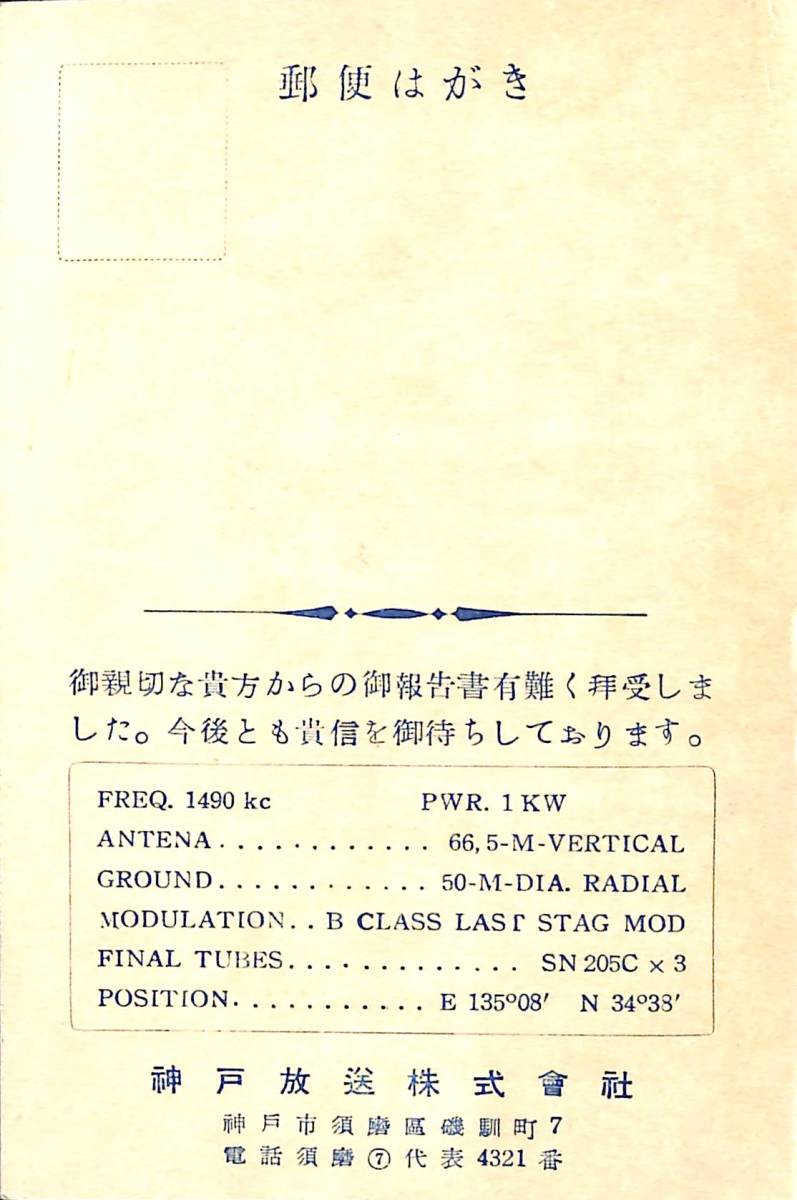 郵便はがき
御親切な貴方からの御報告書有難く拜受しま
した。今後とも貴信を御待ちしております。
FREQ. 1490 kc PWR. 1 KW
ANTENA............ 66,5-M-VERTICAL
GROUND............ 50-M-DIA. RADIAL
MODULATION.. B CLASS LAST STAG MOD
FINAL TUBES............. SN 205C × 3
POSITION........... E 135°08′ N 34°38′
神戸放送株式會社
神戸市須磨區磯馴町7
電話須磨⑦代表4321番